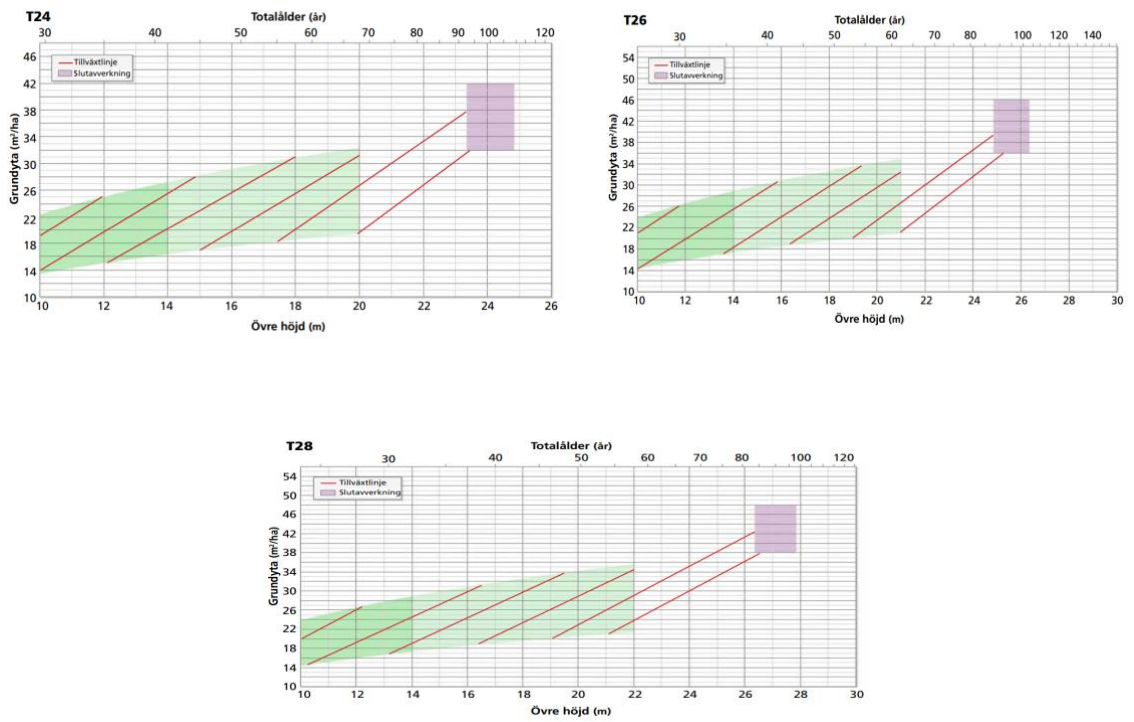 T24
Totalålder (år)
30 40 50 60 70 80 90 100 120
Grundyta (m²/ha)
46
42
38
34
30
26
22
18
14
10
Tillväxtlinje
Slutavverkning
10 12 14 16 18 20 22 24 26
Övre höjd (m)
T26
Totalålder (år)
30 40 50 60 70 80 100 120 140
Grundyta (m²/ha)
54
50
46
42
38
34
30
26
22
18
14
10
Tillväxtlinje
Slutavverkning
10 12 14 16 18 20 22 24 26 28 30
Övre höjd (m)
T28
Totalålder (år)
30 40 50 60 70 80 100 120
Grundyta (m²/ha)
54
50
46
42
38
34
30
26
22
18
14
10
Tillväxtlinje
Slutavverkning
10 12 14 16 18 20 22 24 26 28 30
Övre höjd (m)